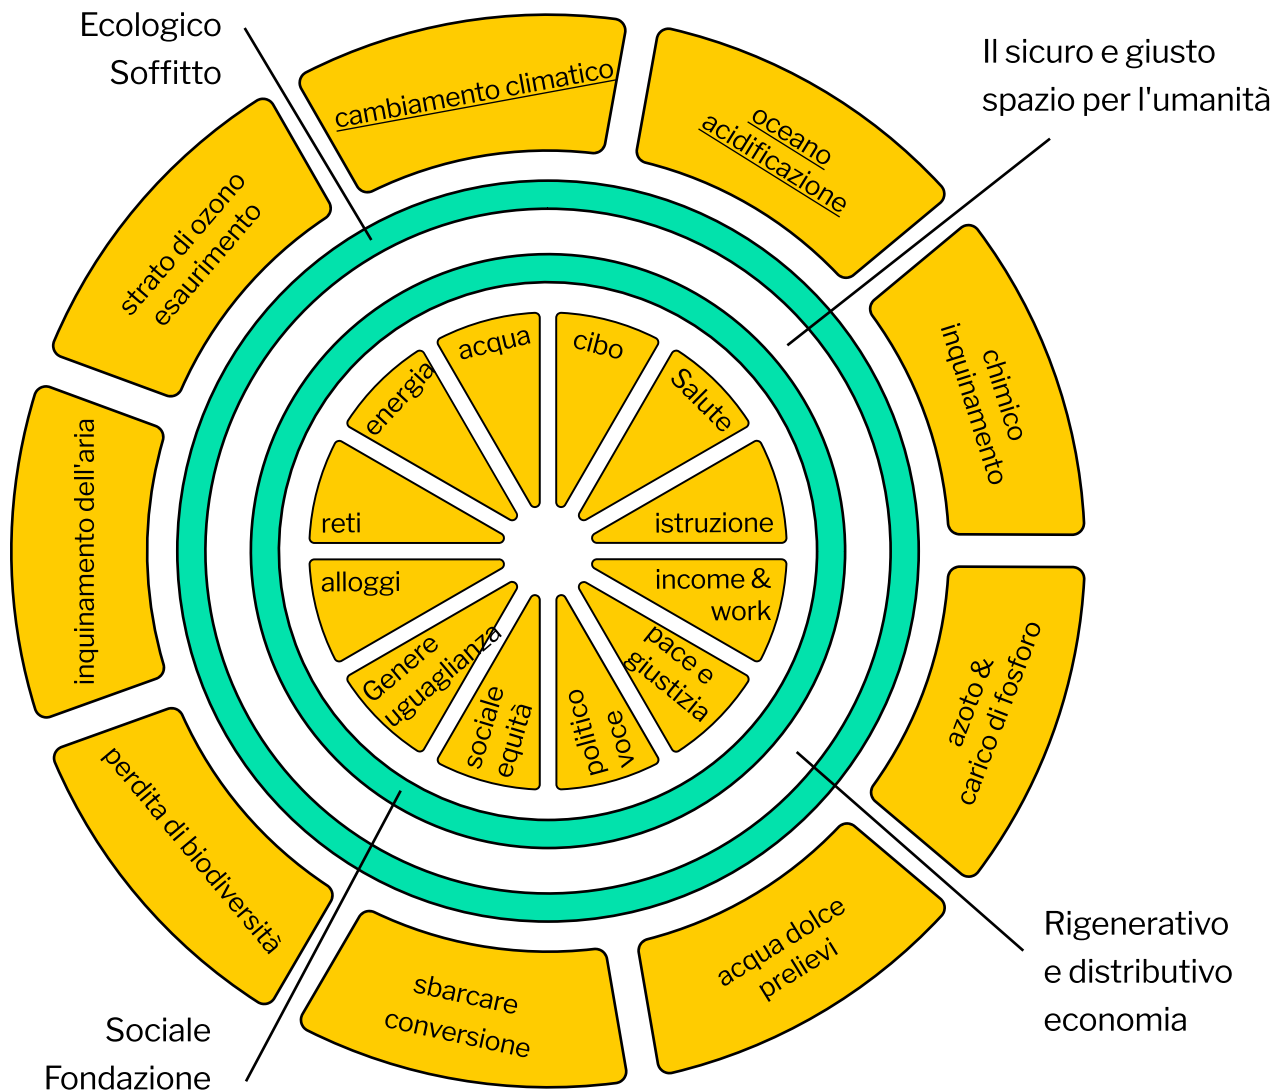 Ecologico
Soffitto
Il sicuro e giusto
spazio per l'umanità
cambiamento climatico
oceano
acidificazione
chimico
inquinamento
azoto &
carico di fosforo
acqua dolce
prelievi
sbarcare
conversione
perdita di biodiversità
inquinamento dell'aria
strato di ozono
esaurimento
acqua
cibo
Salute
istruzione
income &
work
pace e
giustizia
politico
voce
sociale
equità
Genere
uguaglianza
alloggi
reti
energia
Rigenerativo
e distributivo
economia
Sociale
Fondazione